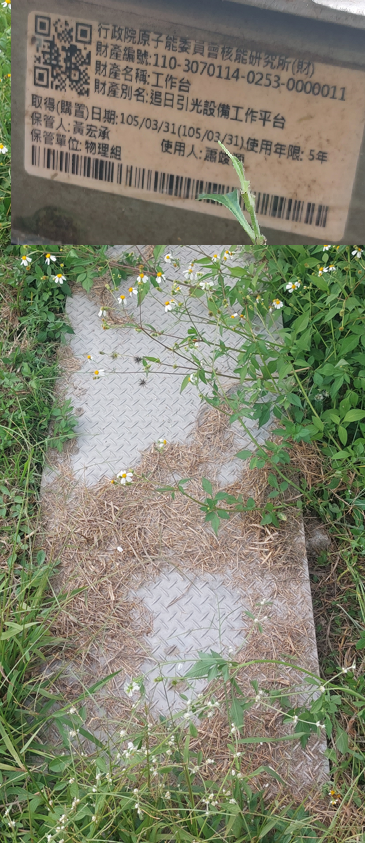 行政院原子能委員會核能研究所(財)
財產編號:110-3070114-0253-0000011
財產名稱:工作台
財產別名:追日引光設備工作平台
取得(購置)日期:105/03/31(105/03/31)使用年限: 5年
保管人: 黃宏承
使用人: 蕭
保管單位: 物理組